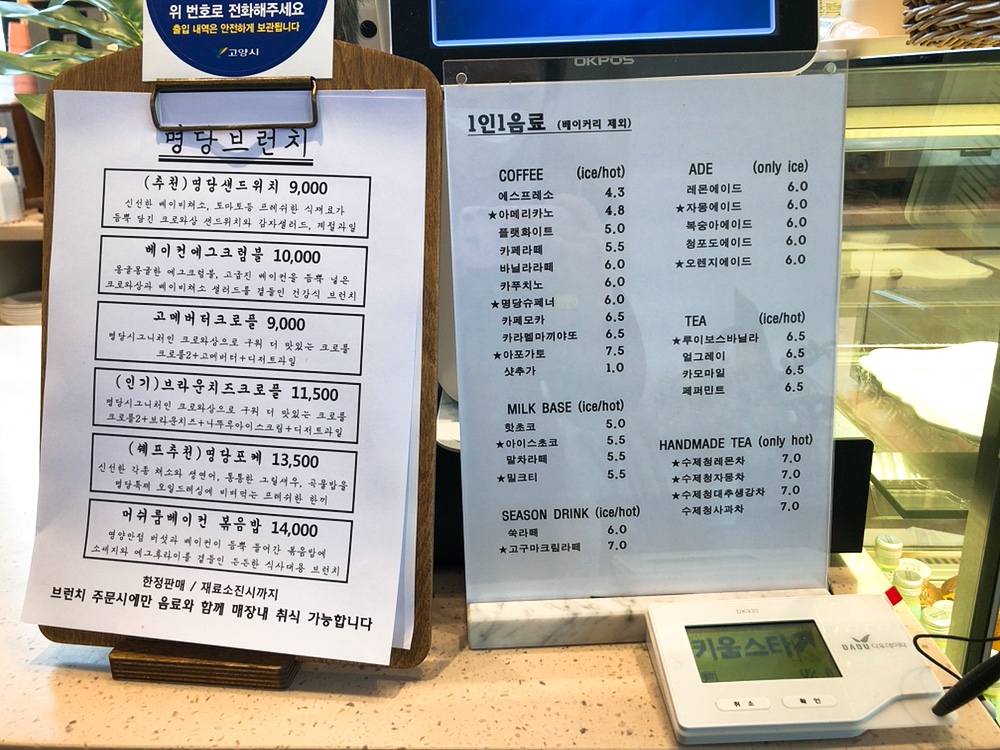 위 번호로 전화해주세요
출입 내역은 안전하게 보관됩니다
고양시
명당브런치
(추천)명당샌드위치 9,000
신선한 베이비채소, 토마토등 프레쉬한 식재료가
듬뿍 담긴 크로와상 샌드위치와 감자샐러드, 계절과일
베이컨에그크럼블 10,000
몽글몽글한 에그크럼블, 고급진 베이컨을 듬뿍 넣은
크로와상과 베이비채소 샐러드를 곁들인 건강식 브런치
고메버터크로플 9,000
명당시그니처인 크로와상으로 구워 더 맛있는 크로플
크로플2+고메버터+디저트과일
(인기)브라운치즈크로플 11,500
명당시그니처인 크로와상으로 구워 더 맛있는 크로플
크로플2+브라운치즈+나뚜루아이스크림+디저트과일
(쉐프추천)명당포케 13,500
신선한 각종 채소와 생연어, 통통한 그릴새우, 곡물밥을
명당특제 오일드레싱에 비벼먹는 프레쉬한 한끼
머쉬룸베이컨 볶음밥 14,000
영양만점 버섯과 베이컨이 듬뿍 들어간 볶음밥에
소세지와 에그후라이를 곁들인 든든한 식사대용 브런치
한정판매 / 재료소진시까지
브런치 주문시에만 음료와 함께 매장내 취식 가능합니다
OKPOS
1인1음료 (베이커리 제외)
COFFEE (ice/hot)
에스프레소 4.3
★아메리카노 4.8
플랫화이트 5.0
카페라떼 5.5
바닐라라떼 6.0
카푸치노 6.0
★명당슈페너 6.0
카페모카 6.5
카라멜마끼야또 6.5
★아포가토 7.5
샷추가 1.0
MILK BASE (ice/hot)
핫초코 5.0
★아이스초코 5.5
말차라떼 5.5
★밀크티 5.5
SEASON DRINK (ice/hot)
쑥라떼 6.0
★고구마크림라떼 7.0
ADE (only ice)
레몬에이드 6.0
★자몽에이드 6.0
복숭아에이드 6.0
청포도에이드 6.0
★오렌지에이드 6.0
TEA (ice/hot)
★루이보스바닐라 6.5
얼그레이 6.5
카모마일 6.5
페퍼민트 6.5
HANDMADE TEA (only hot)
★수제청레몬차 7.0
★수제청자몽차 7.0
★수제청대추생강차 7.0
수제청사과차 7.0
DK930
키움스타
DAOU 다우데이타
취소
확인